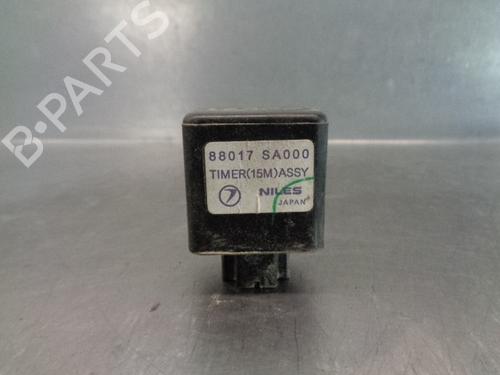 88017 SA000
TIMER(15M)ASSY
NILES
JAPAN
B-PARTS